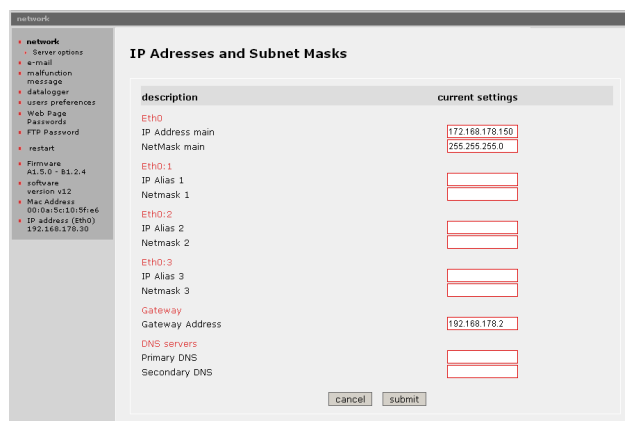 network
network
Server options
e-mail
malfunction
message
datalogger
users preferences
Web Page
Passwords
FTP Password
restart
Firmware
A1.5.0 - B1.2.4
software
version v12
Mac Address
00:0a:5c:10:5f:e6
IP address (Eth0)
192.168.178.30
IP Adresses and Subnet Masks
description current settings
Eth0
IP Address main 172.168.178.150
NetMask main 255.255.255.0
Eth0:1
IP Alias 1
Netmask 1
Eth0:2
IP Alias 2
Netmask 2
Eth0:3
IP Alias 3
Netmask 3
Gateway
Gateway Address 192.168.178.2
DNS servers
Primary DNS
Secondary DNS
cancel submit